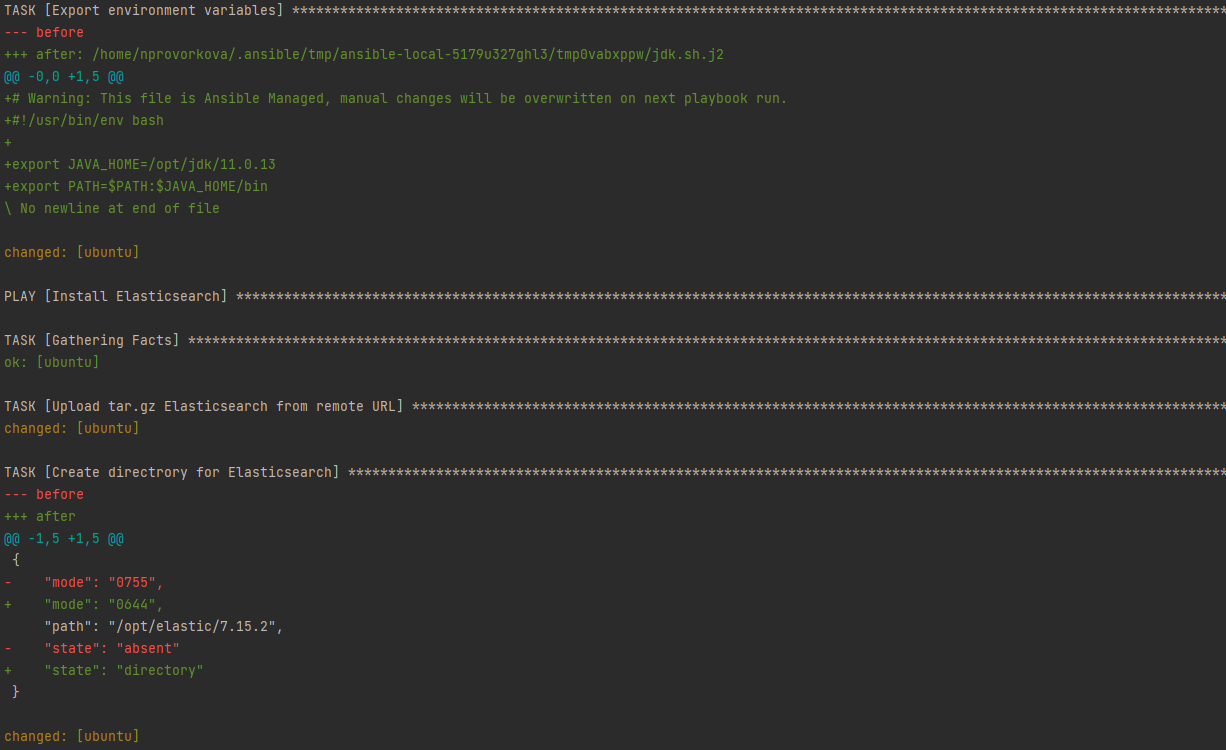 TASK [Export environment variables] *********************************************************************************************************************
--- before
+++ after: /home/nprovorkova/.ansible/tmp/ansible-local-5179u327ghl3/tmp0vabxppw/jdk.sh.j2
@@ -0,0 +1,5 @@
+# Warning: This file is Ansible Managed, manual changes will be overwritten on next playbook run.
+#!/usr/bin/env bash
+
+export JAVA_HOME=/opt/jdk/11.0.13
+export PATH=$PATH:$JAVA_HOME/bin
\ No newline at end of file
changed: [ubuntu]
PLAY [Install Elasticsearch] ****************************************************************************************************************************
TASK [Gathering Facts] **********************************************************************************************************************************
ok: [ubuntu]
TASK [Upload tar.gz Elasticsearch from remote URL] ******************************************************************************************************
changed: [ubuntu]
TASK [Create directrory for Elasticsearch] **************************************************************************************************************
--- before
+++ after
@@ -1,5 +1,5 @@
 {
-    "mode": "0755",
+    "mode": "0644",
     "path": "/opt/elastic/7.15.2",
-    "state": "absent"
+    "state": "directory"
 }
changed: [ubuntu]